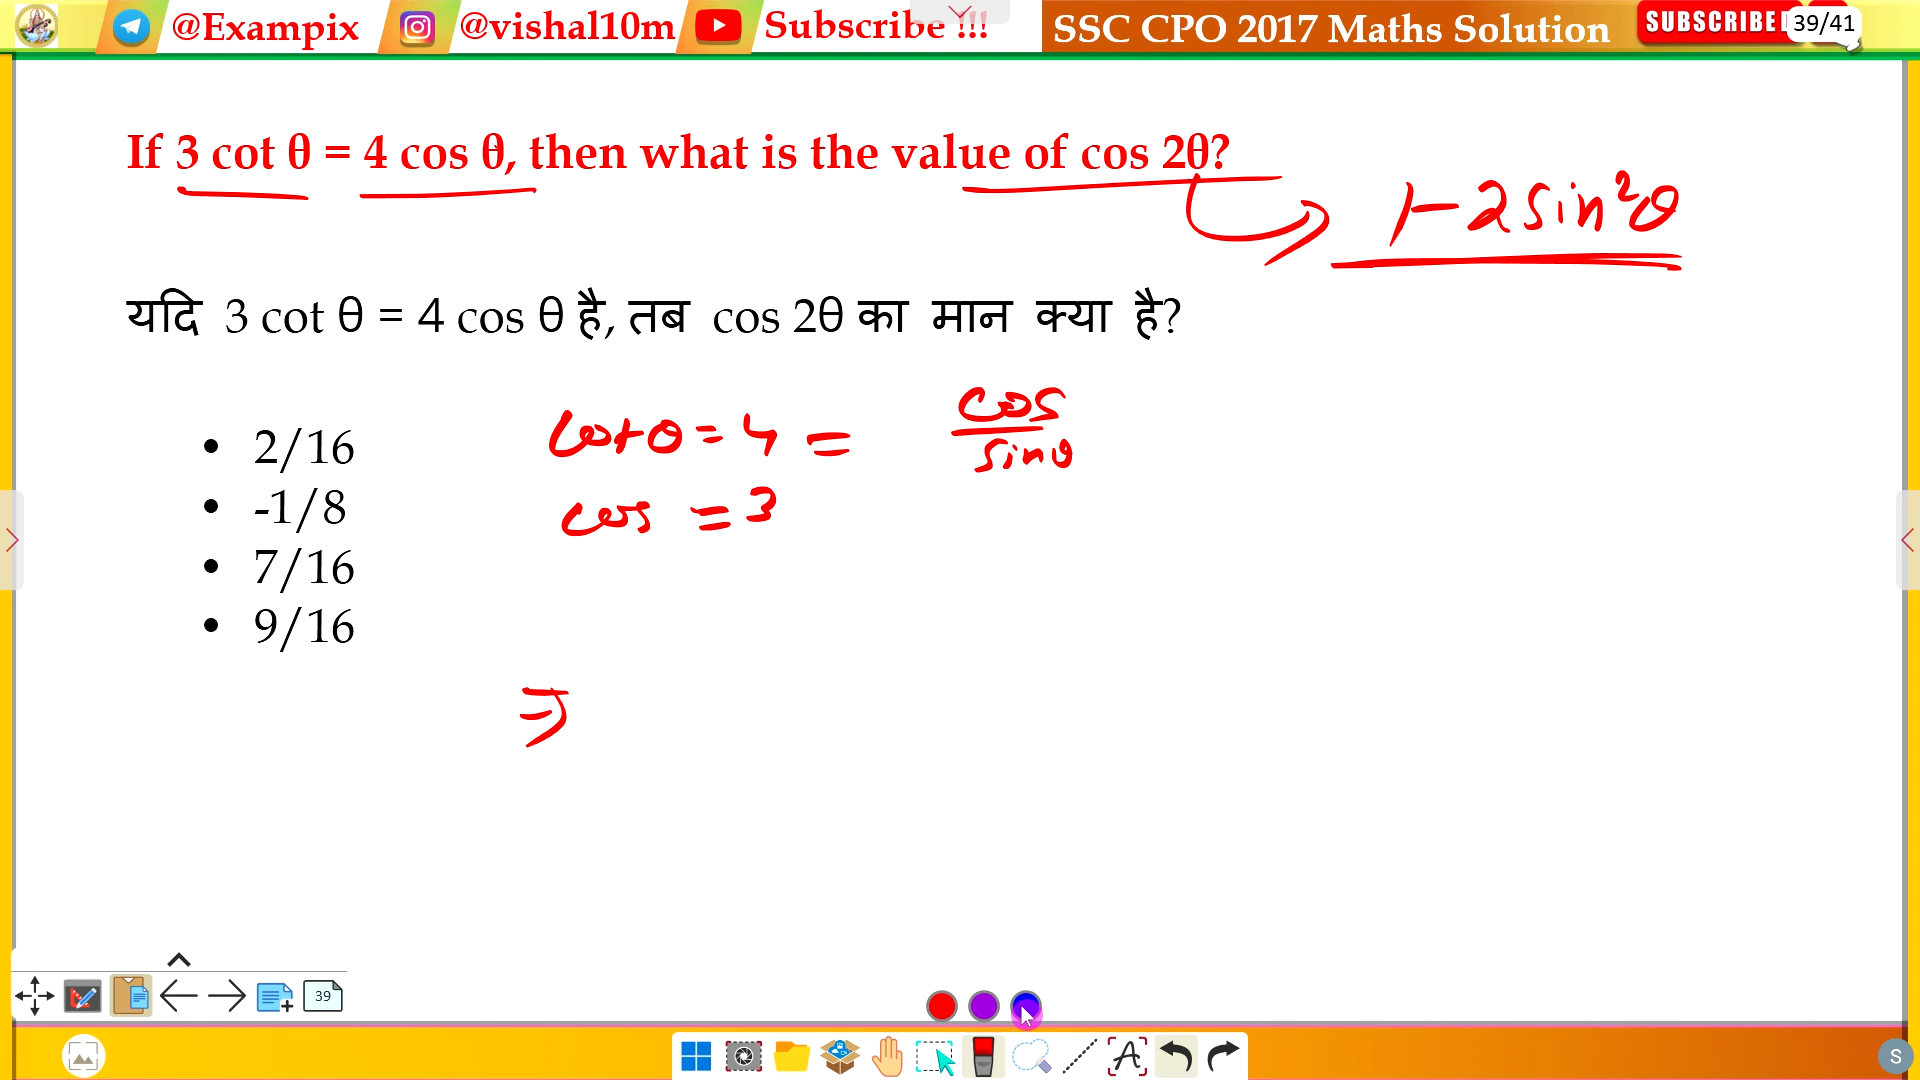 @Exampix @vishal10m Subscribe !!! SSC CPO 2017 Maths Solution SUBSCRIBE 39/41
If 3 cot θ = 4 cos θ, then what is the value of cos 2θ?
1-2sin²θ
यदि 3 cot θ = 4 cos θ है, तब cos 2θ का मान क्या है?
cotθ = 4 = cos/sinθ
cos = 3
• 2/16
• -1/8
• 7/16
• 9/16
⇒
39
S